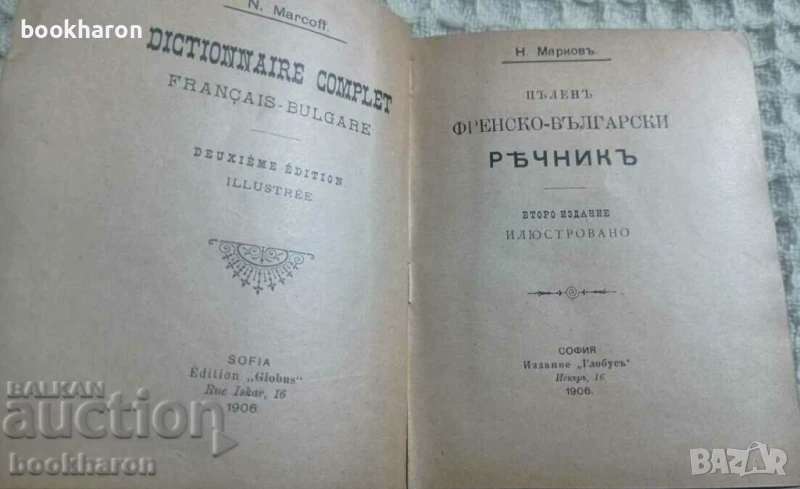 bookharon
N. Marcoff.
DICTIONNAIRE COMPLET
FRANÇAIS-BULGARE
DEUXIÈME ÉDITION
ILLUSTRÉE
SOFIA
Édition „Globus"
Rue Iskar, 16
1906
Н. Марковъ.
ПЪЛЕНЪ
ФРЕНСКО-БЪЛГАРСКИ
РѢЧНИКЪ
ВТОРО ИЗДАНИЕ
ИЛЮСТРОВАНО
СОФИЯ
Издание „Глобусъ"
Искъръ, 16
1906.
BALKAN
auction
bookharon
BAZAR